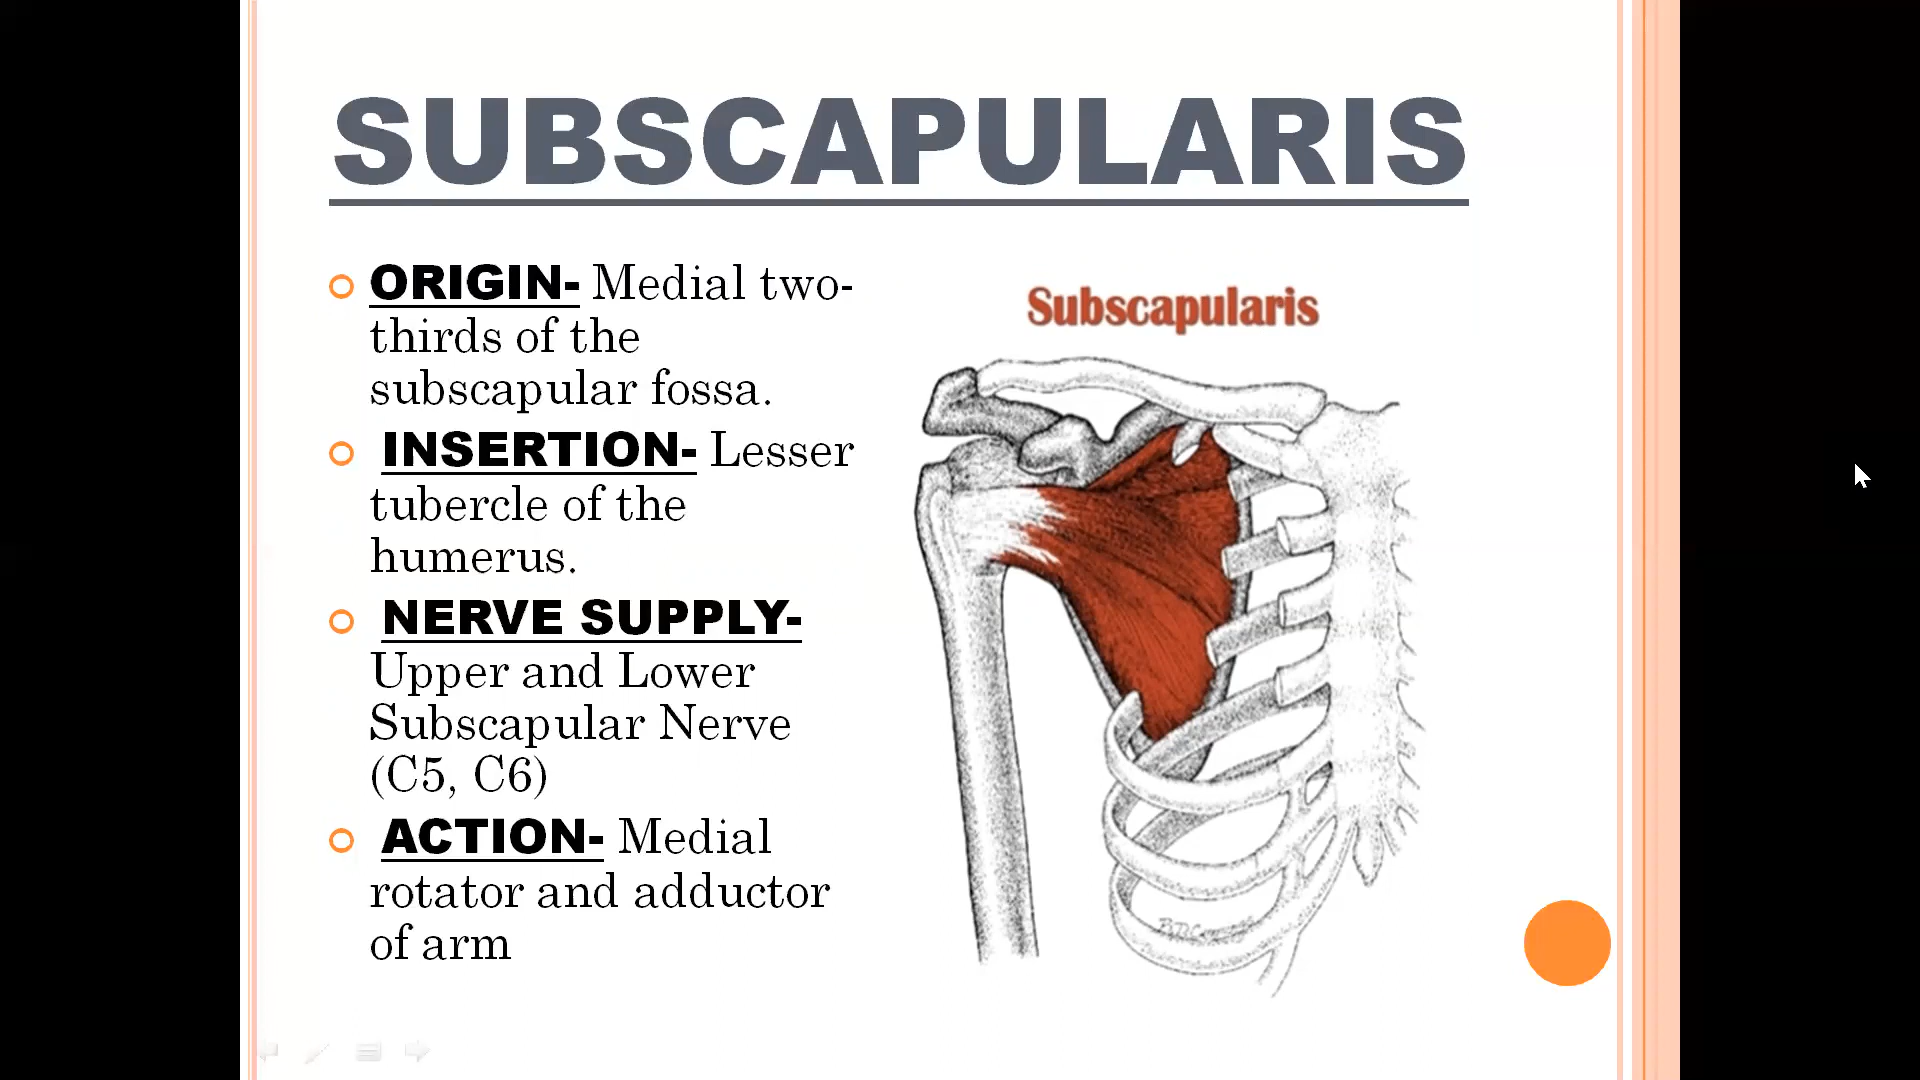 SUBSCAPULARIS
ORIGIN- Medial two-
thirds of the
subscapular fossa.
INSERTION- Lesser
tubercle of the
humerus.
NERVE SUPPLY-
Upper and Lower
Subscapular Nerve
(C5, C6)
ACTION- Medial
rotator and adductor
of arm
Subscapularis